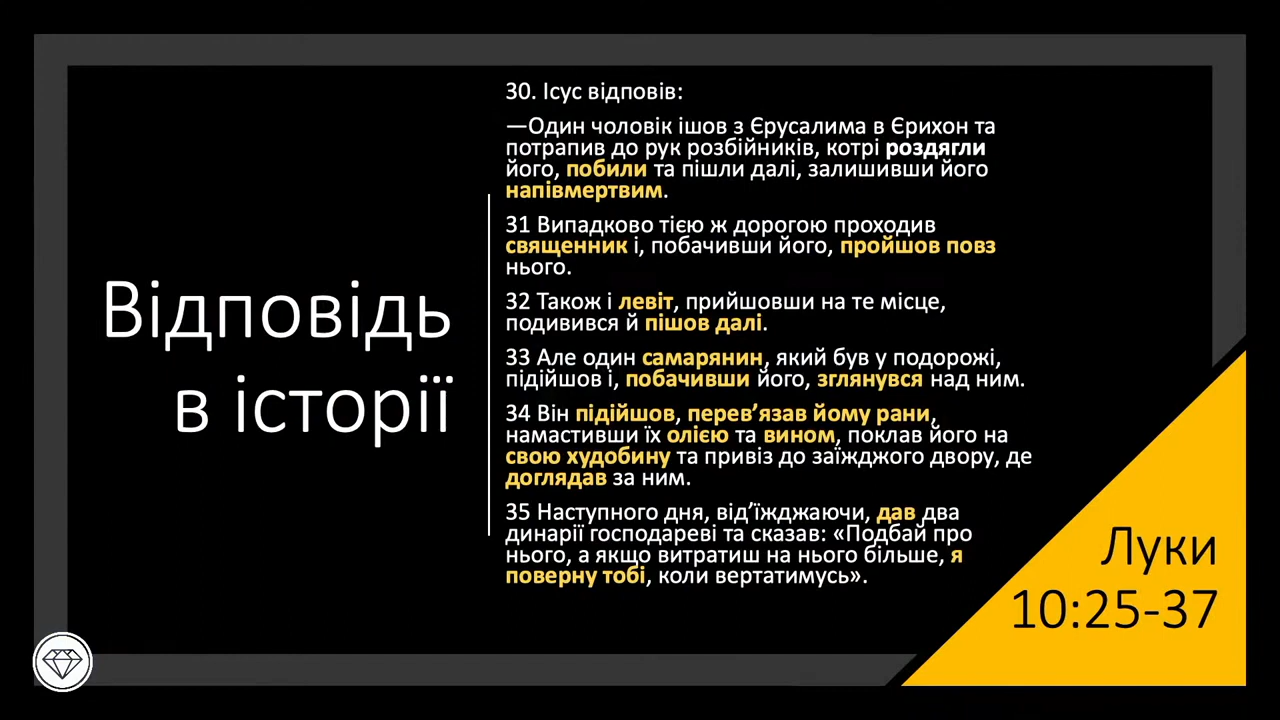 Відповідь
в історії
30. Ісус відповів:
—Один чоловік ішов з Єрусалима в Єрихон та
потрапив до рук розбійників, котрі роздягли
його, побили та пішли далі, залишивши його
напівмертвим.
31 Випадково тією ж дорогою проходив
священник і, побачивши його, пройшов повз
нього.
32 Також і левіт, прийшовши на те місце,
подивився й пішов далі.
33 Але один самарянин, який був у подорожі,
підійшов і, побачивши його, зглянувся над ним.
34 Він підійшов, перев’язав йому рани,
намастивши їх олією та вином, поклав його на
свою худобину та привіз до заїжджого двору, де
доглядав за ним.
35 Наступного дня, від’їжджаючи, дав два
динарії господареві та сказав: «Подбай про
нього, а якщо витратиш на нього більше, я
поверну тобі, коли вертатимусь».
Луки
10:25-37